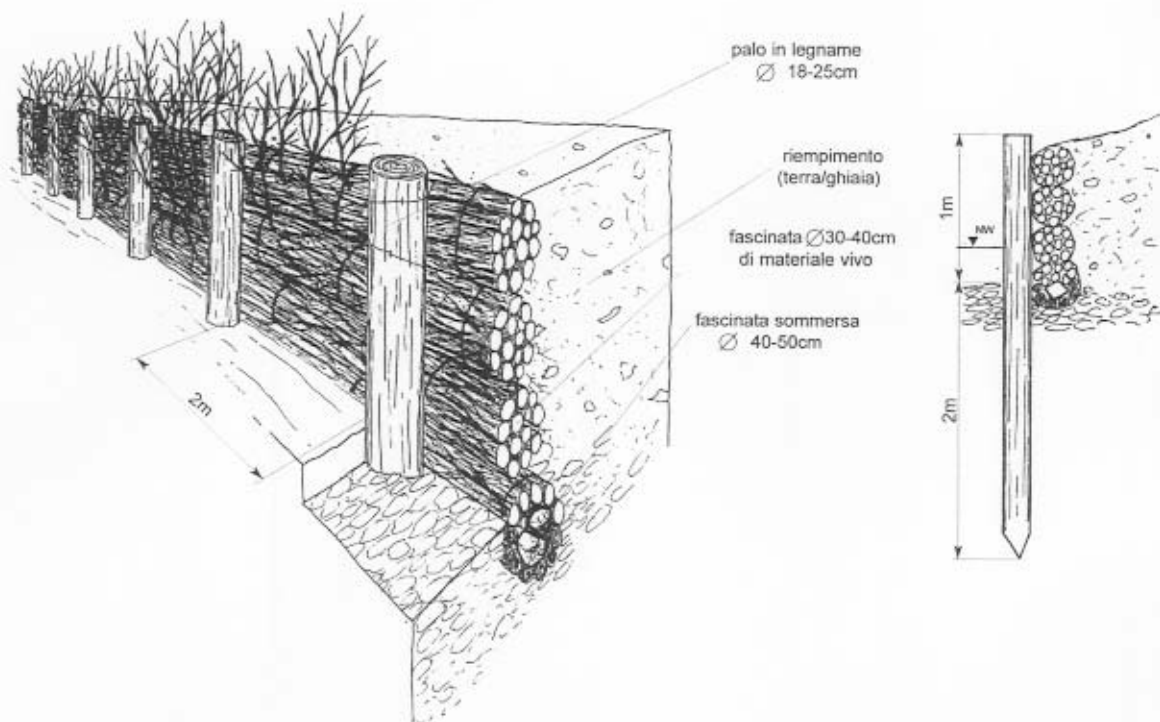 palo in legname
∅ 18-25cm
riempimento
(terra/ghiaia)
fascinata ∅30-40cm
di materiale vivo
fascinata sommersa
∅ 40-50cm
2m
1m
NW
2m